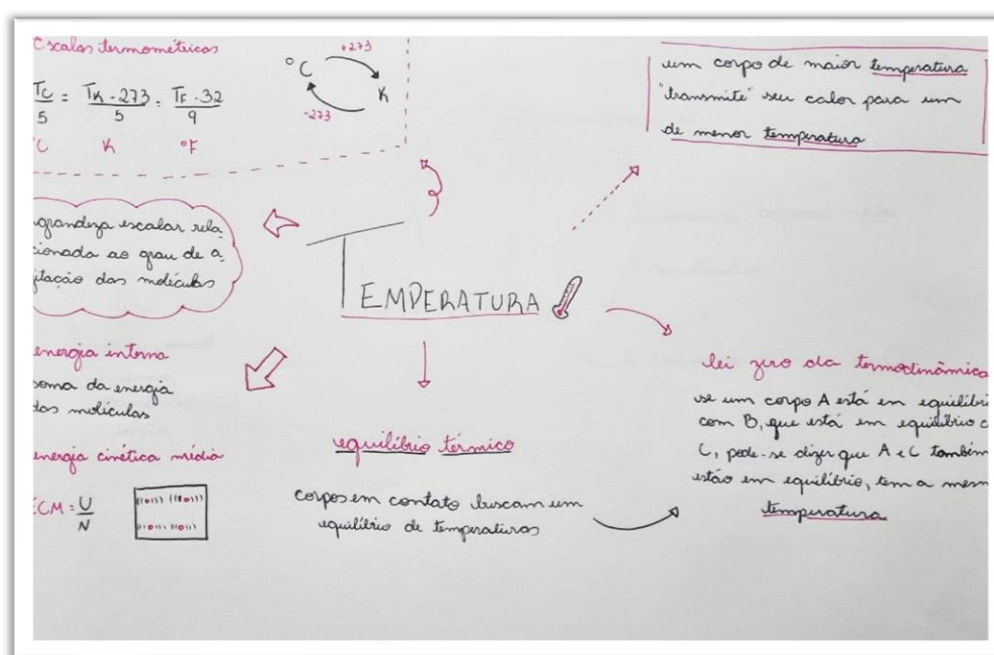 Escalas termométricas
Tc/5 = TK-273/5 = TF-32/9
°C K °F
+273
°C
K
-273
um corpo de maior temperatura
"transmite" seu calor para um
de menor temperatura
grandeza escalar rela-
cionada ao grau de a-
gitação das moléculas
TEMPERATURA
energia interna
soma da energia
das moléculas
energia cinética média
ECM = U/N
equilíbrio térmico
corpos em contato buscam um
equilíbrio de temperaturas
lei zero da termodinâmica
se um corpo A está em equilíbri
com B, que está em equilíbrio c
C, pode-se dizer que A e C também
estão em equilíbrio, tem a mesm
temperatura